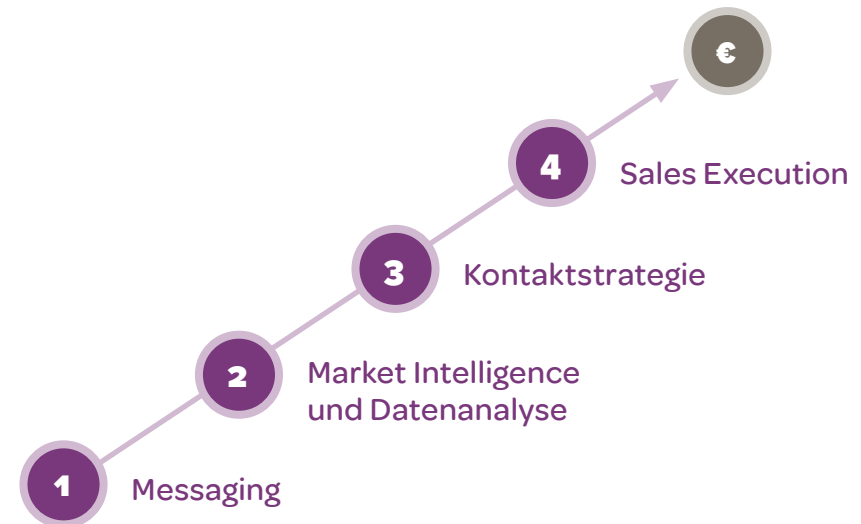 €
4
Sales Execution
3
Kontaktstrategie
2
Market Intelligence
und Datenanalyse
1
Messaging